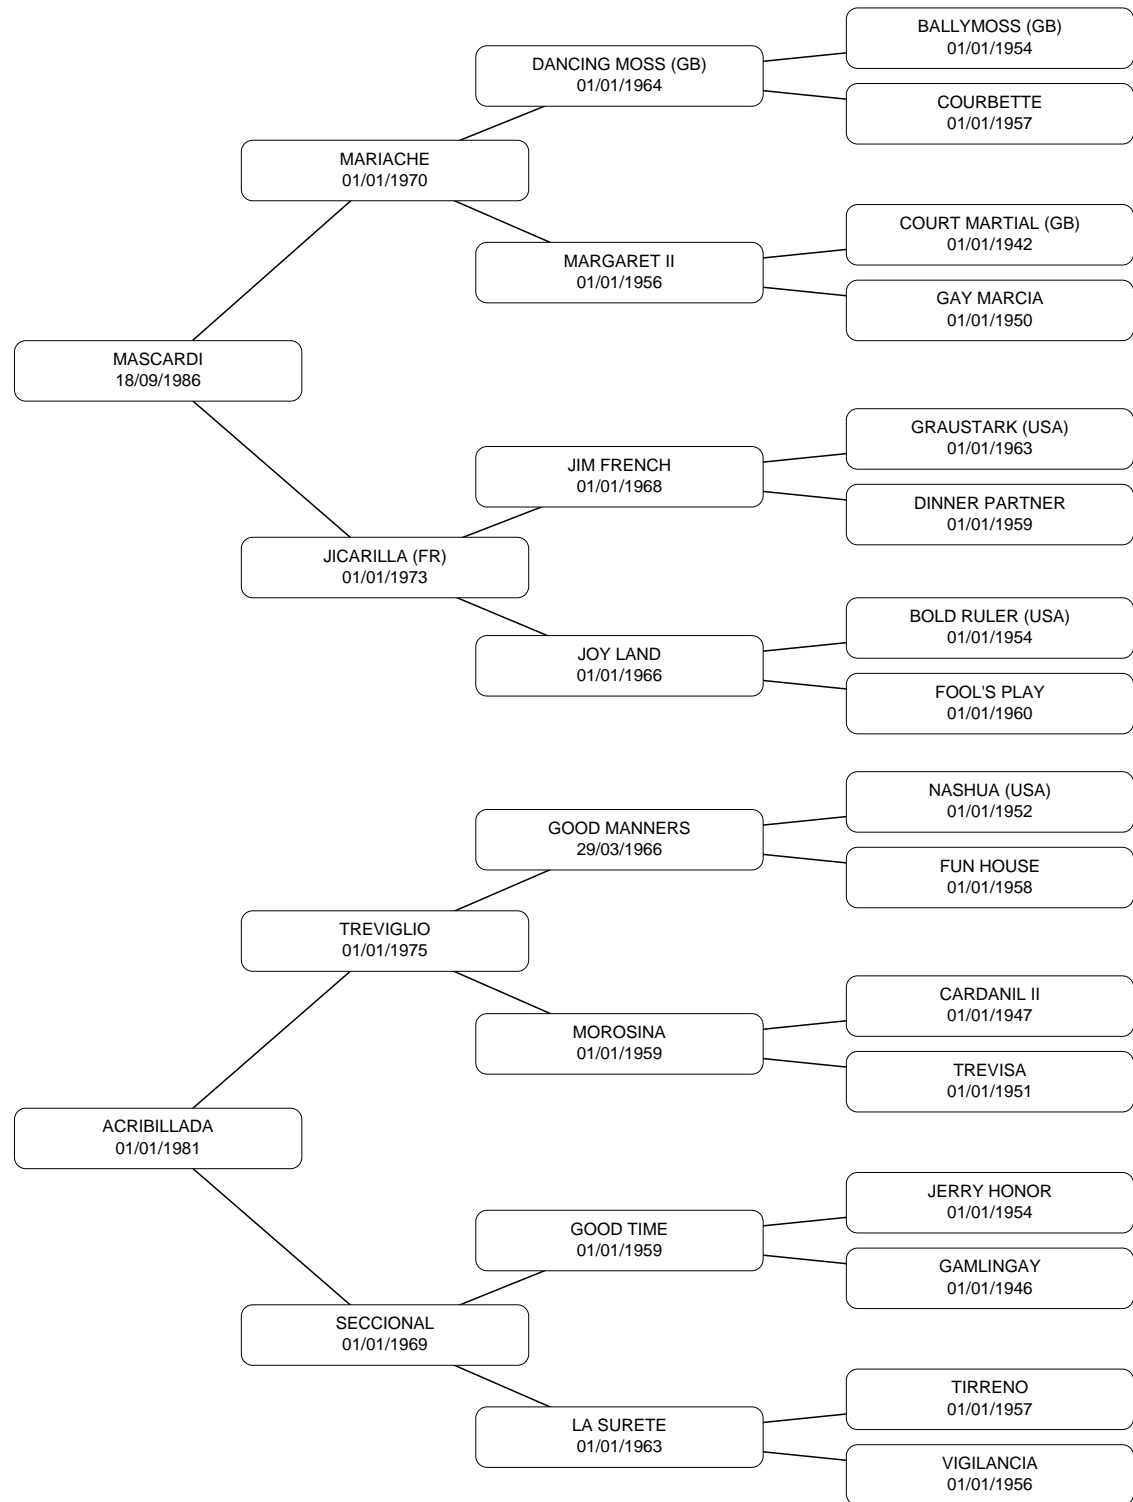 BALLYMOSS (GB)
01/01/1954
DANCING MOSS (GB)
01/01/1964
COURBETTE
01/01/1957
MARIACHE
01/01/1970
COURT MARTIAL (GB)
01/01/1942
MARGARET II
01/01/1956
GAY MARCIA
01/01/1950
MASCARDI
18/09/1986
GRAUSTARK (USA)
01/01/1963
JIM FRENCH
01/01/1968
DINNER PARTNER
01/01/1959
JICARILLA (FR)
01/01/1973
BOLD RULER (USA)
01/01/1954
JOY LAND
01/01/1966
FOOL'S PLAY
01/01/1960
NASHUA (USA)
01/01/1952
GOOD MANNERS
29/03/1966
FUN HOUSE
01/01/1958
TREVIGLIO
01/01/1975
CARDANIL II
01/01/1947
MOROSINA
01/01/1959
TREVISA
01/01/1951
ACRIBILLADA
01/01/1981
JERRY HONOR
01/01/1954
GOOD TIME
01/01/1959
GAMLINGAY
01/01/1946
SECCIONAL
01/01/1969
TIRRENO
01/01/1957
LA SURETE
01/01/1963
VIGILANCIA
01/01/1956